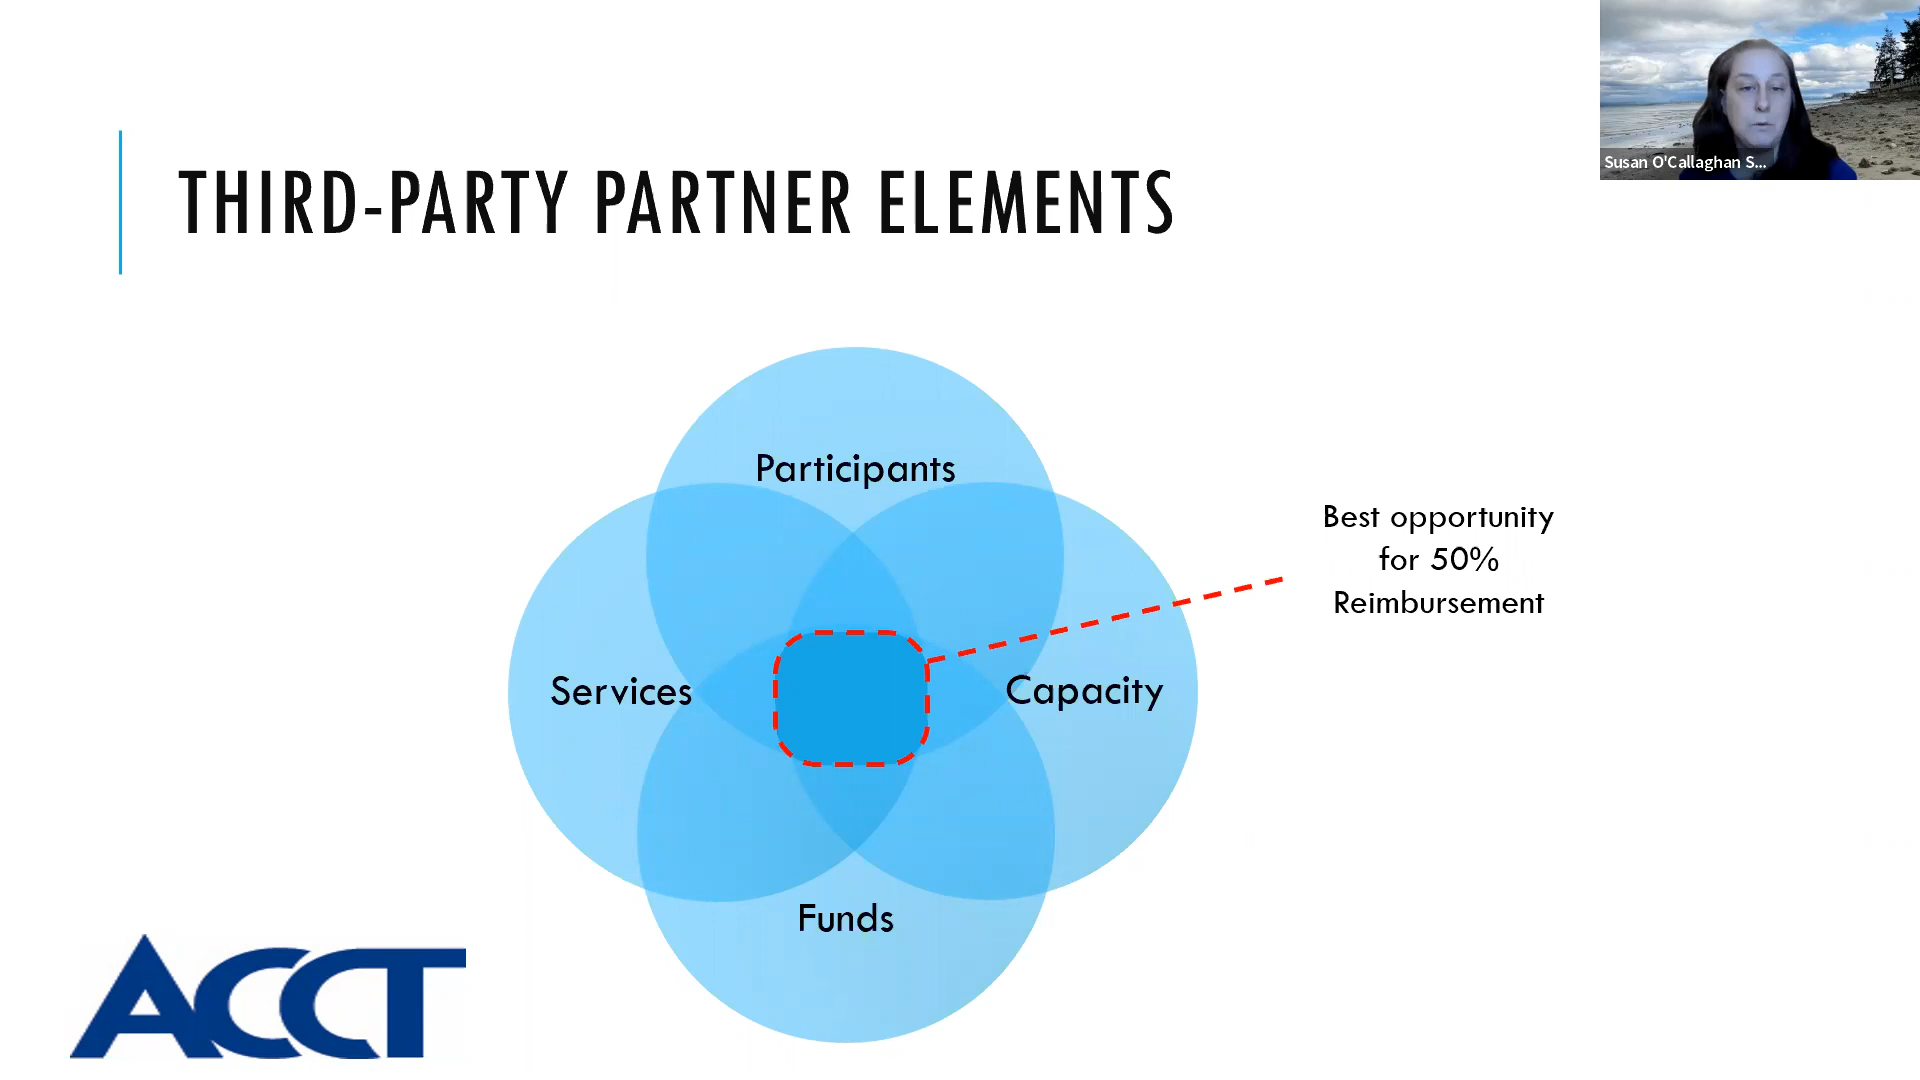 Susan O'Callaghan S...
THIRD-PARTY PARTNER ELEMENTS
Participants
Best opportunity
for 50%
Reimbursement
Services
Capacity
Funds
ACCT